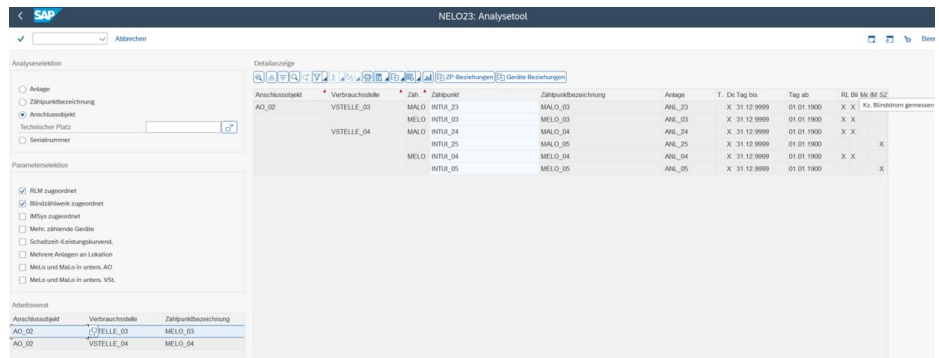 SAP
NELO23: Analysetool
Abbrechen
Analyseselektion
Anlage
Zählpunktbezeichnung
Anschlussobjekt
Technischer Platz
Serialnummer
Parameterselektion
RLM zugeordnet
Blindzählwerk zugeordnet
IMSys zugeordnet
Mehr. zählende Geräte
Schaltzeit-/Leistungskurvend.
Mehrere Anlagen an Lokation
MeLo und MaLo in unters. AO
MeLo und MaLo in unters. VSt.
Arbeitsvorrat
Anschlussobjekt Verbrauchsstelle Zählpunktbezeichnung
AO_02 TELLE_03 MELO_03
AO_02 VSTELLE_04 MELO_04
Detailanzeige
ZP-Beziehungen Geräte Beziehungen
Anschlussobjekt Verbrauchsstelle Zäh. Zählpunkt Zählpunktbezeichnung Anlage T.. De Tag bis Tag ab RL Bli Me IM SZ
AO_02 VSTELLE_03 MALO INTUI_23 MALO_03 ANL_23 X 31.12.9999 01.01.1900 X X
Kz. Blindstrom gemessen
MELO INTUI_03 MELO_03 ANL_03 X 31.12.9999 01.01.1900 X X
VSTELLE_04 MALO INTUI_24 MALO_04 ANL_24 X 31.12.9999 01.01.1900 X X
INTUI_25 MALO_05 ANL_25 X 31.12.9999 01.01.1900 X
MELO INTUI_04 MELO_04 ANL_04 X 31.12.9999 01.01.1900 X X
INTUI_05 MELO_05 ANL_05 X 31.12.9999 01.01.1900 X